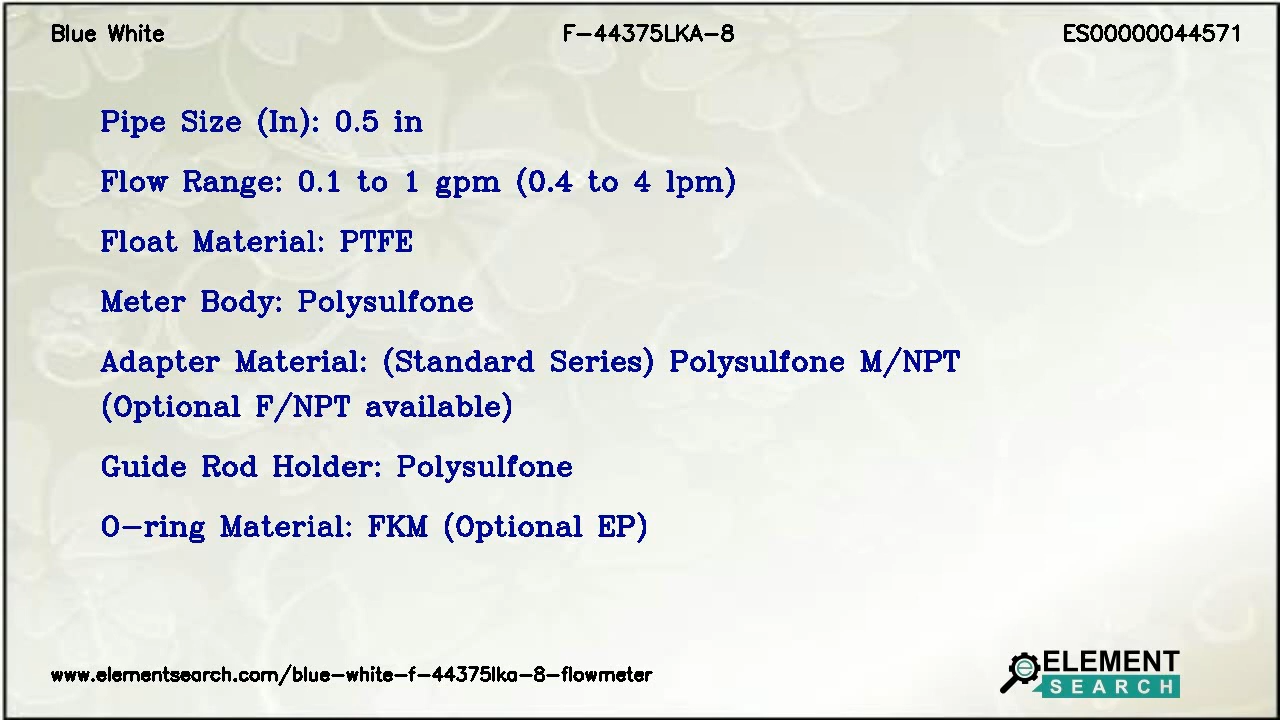 Blue White F-44375LKA-8 ES00000044571
Pipe Size (In): 0.5 in
Flow Range: 0.1 to 1 gpm (0.4 to 4 lpm)
Float Material: PTFE
Meter Body: Polysulfone
Adapter Material: (Standard Series) Polysulfone M/NPT
(Optional F/NPT available)
Guide Rod Holder: Polysulfone
O-ring Material: FKM (Optional EP)
www.elementsearch.com/blue-white-f-44375lka-8-flowmeter
e ELEMENT
SEARCH